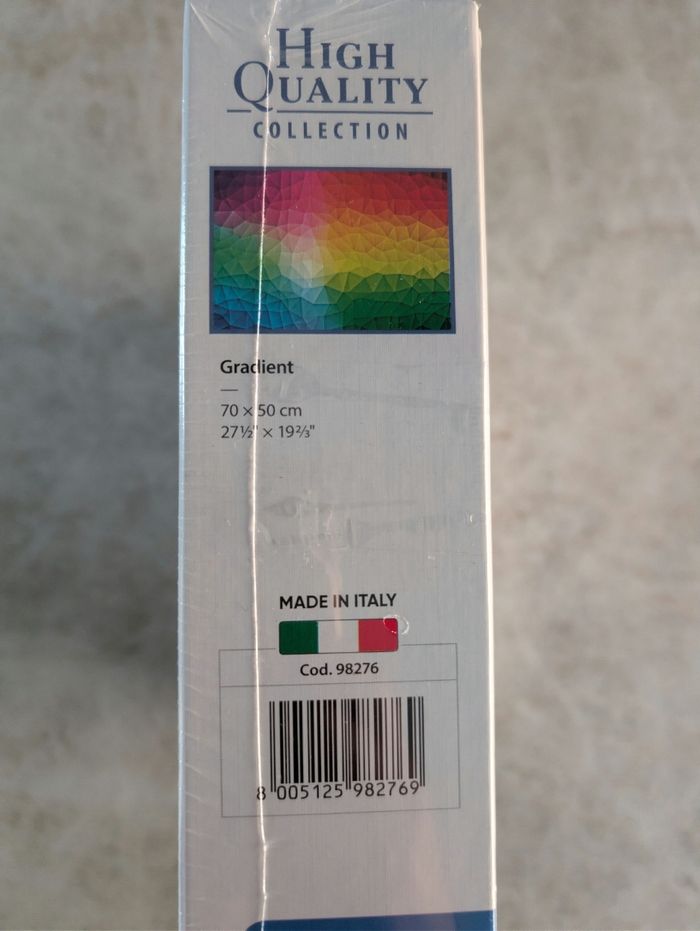 HIGH
QUALITY
COLLECTION
Gradient
70 × 50 cm
27½" × 19⅔"
MADE IN ITALY
Cod. 98276
8 005125 982769